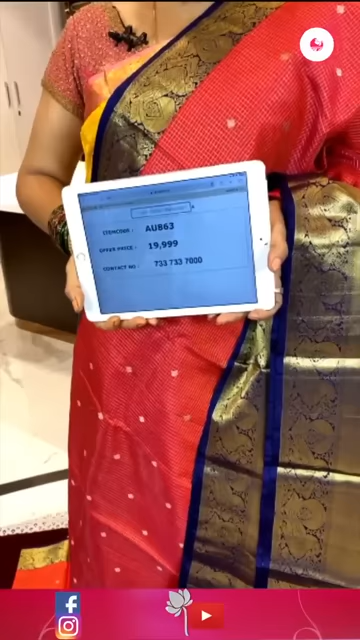 ITEMCODE : AU863
OFFER PRICE : 19,999
CONTACT NO : 733 733 7000